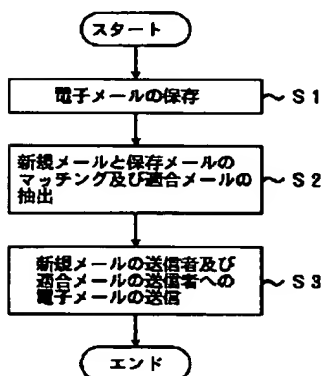 スタート
電子メールの保存
～ S 1
新規メールと保存メールの
マッチング及び適合メールの
抽出
～ S 2
新規メールの送信者及び
適合メールの送信者への
電子メールの送信
～ S 3
エンド